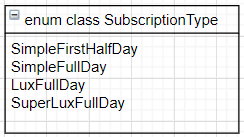 enum class SubscriptionType
SimpleFirstHalfDay
SimpleFullDay
LuxFullDay
SuperLuxFullDay